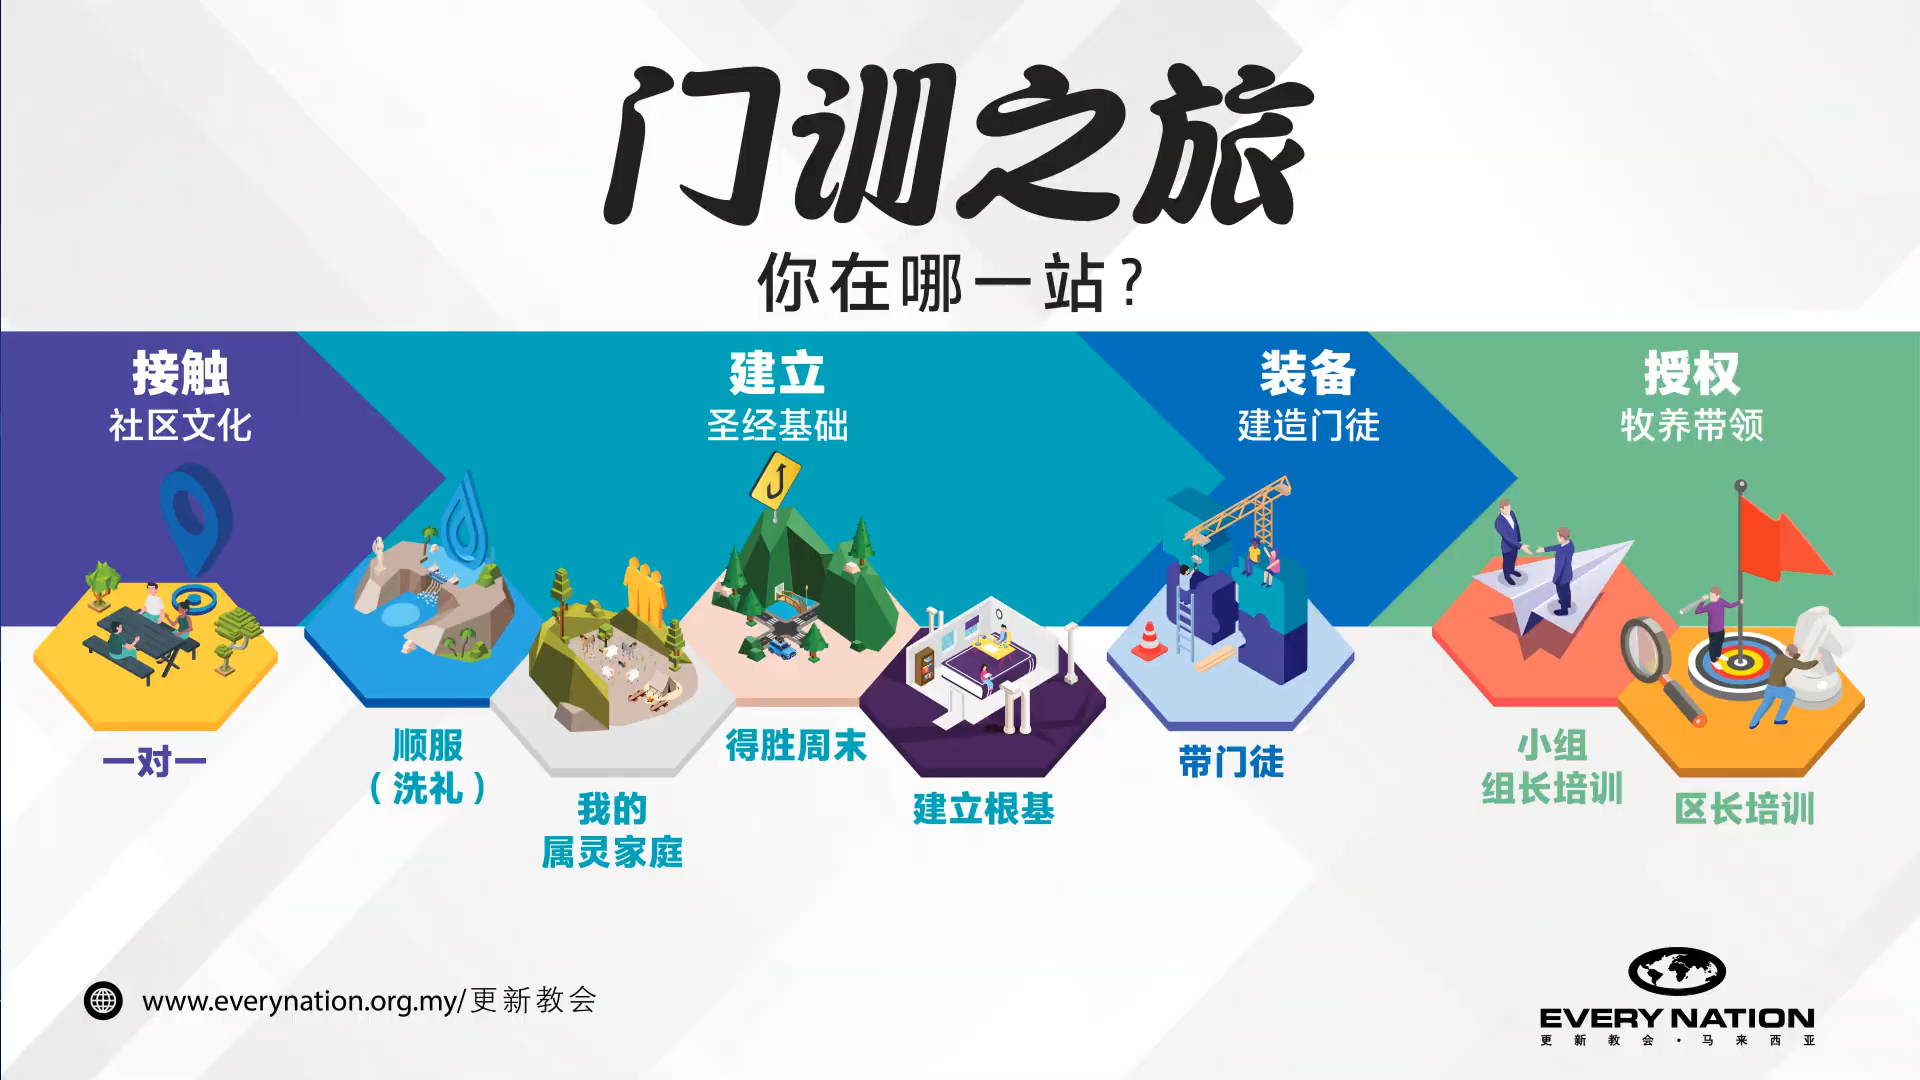 门训之旅
你在哪一站?
接触
社区文化
建立
圣经基础
装备
建造门徒
授权
牧养带领
一对一
顺服
(洗礼)
我的
属灵家庭
得胜周末
建立根基
带门徒
小组
组长培训
区长培训
www.everynation.org.my/更新教会
EVERY NATION
更新教会·马来西亚